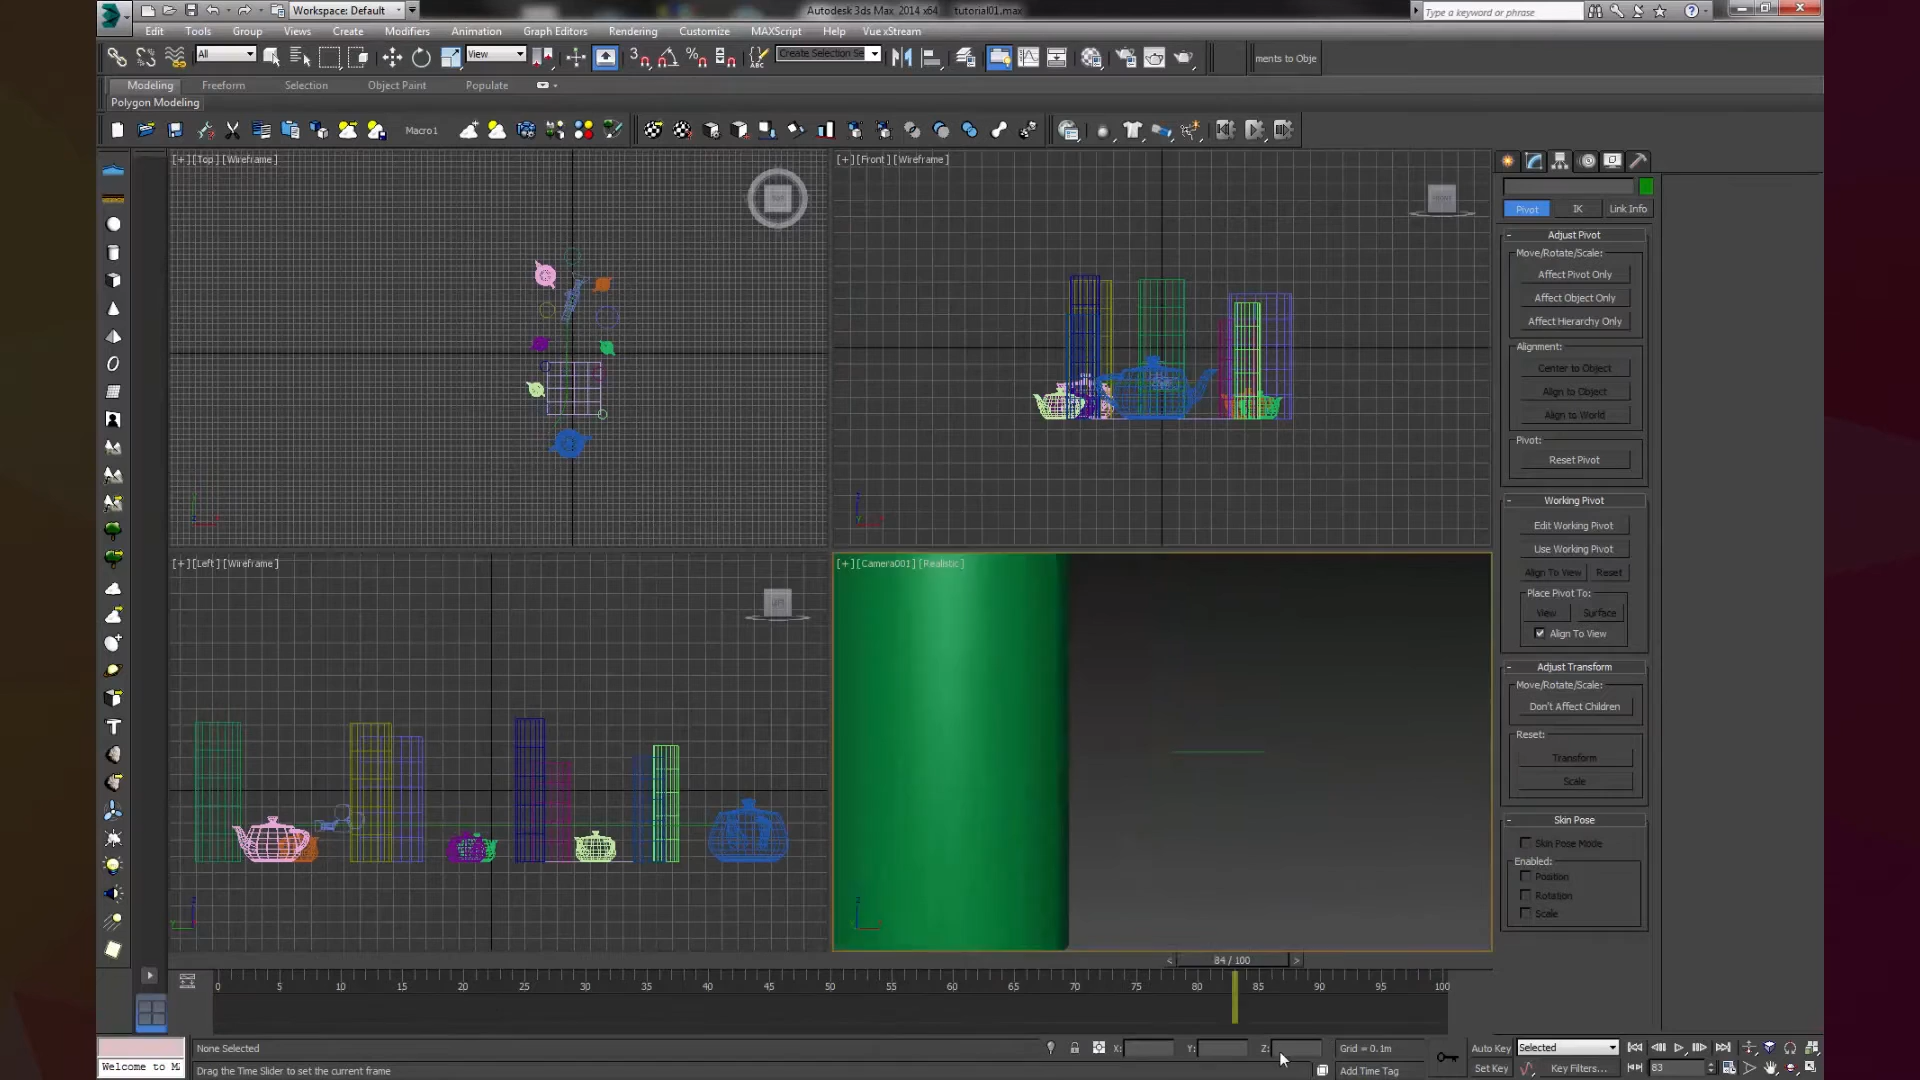 Workspace: Default
Autodesk 3ds Max 2014 x64    tutorial01.max
Type a keyword or phrase
Edit Tools Group Views Create Modifiers Animation Graph Editors Rendering Customize MAXScript Help Vue xStream
All
View
Create Selection Se
ments to Obje
Modeling Freeform Selection Object Paint Populate
Polygon Modeling
Macro1
[+][Top][Wireframe]
[+][Front][Wireframe]
TOP
Pivot IK Link Info
- Adjust Pivot
Move/Rotate/Scale:
Affect Pivot Only
Affect Object Only
Affect Hierarchy Only
Alignment:
Center to Object
Align to Object
Align to World
Pivot:
Reset Pivot
- Working Pivot
Edit Working Pivot
Use Working Pivot
Align To View Reset
Place Pivot To:
View Surface
Align To View
- Adjust Transform
Move/Rotate/Scale:
Don't Affect Children
Reset:
Transform
Scale
- Skin Pose
Skin Pose Mode
Enabled:
Position
Rotation
Scale
[+][Left][Wireframe]
[+][Camera001][Realistic]
< 84 / 100 >
0 5 10 15 20 25 30 35 40 45 50 55 60 65 70 75 80 85 90 95 100
None Selected
X: Y: Z:
Grid = 0.1m
Auto Key
Selected
Welcome to M
Drag the Time Slider to set the current frame
Add Time Tag
Set Key
Key Filters...
83